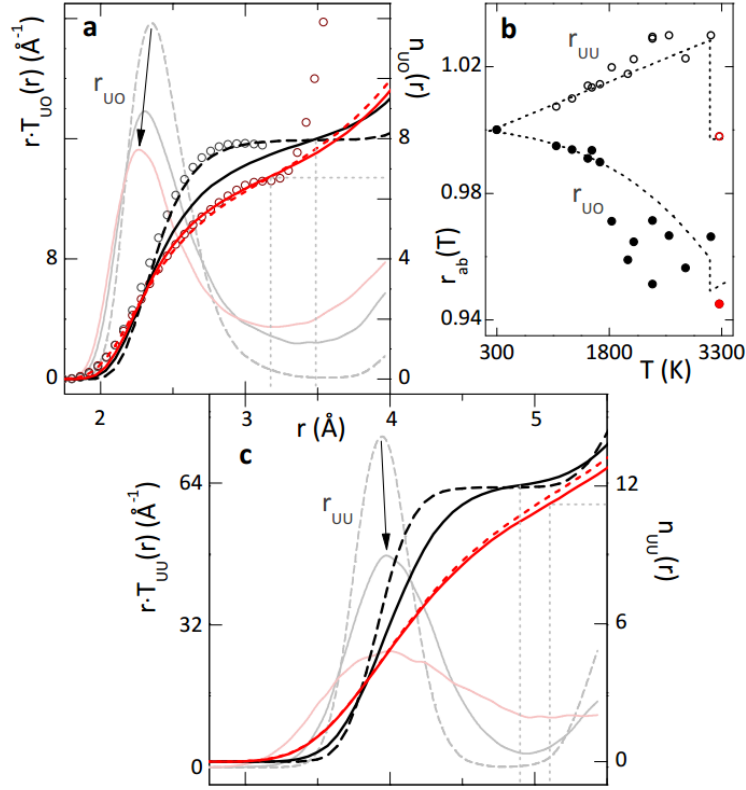 a
r·T_UO(r) (Å⁻¹)
n_UO(r)
r_UO
8
0
8
4
0
2
3
4
5
r (Å)
b
r_UU
r_UO
r_ab(T)
1.02
0.99
0.94
300
1800
3300
T (K)
c
r·T_UU(r) (Å⁻¹)
n_UU(r)
r_UU
64
32
0
12
6
0